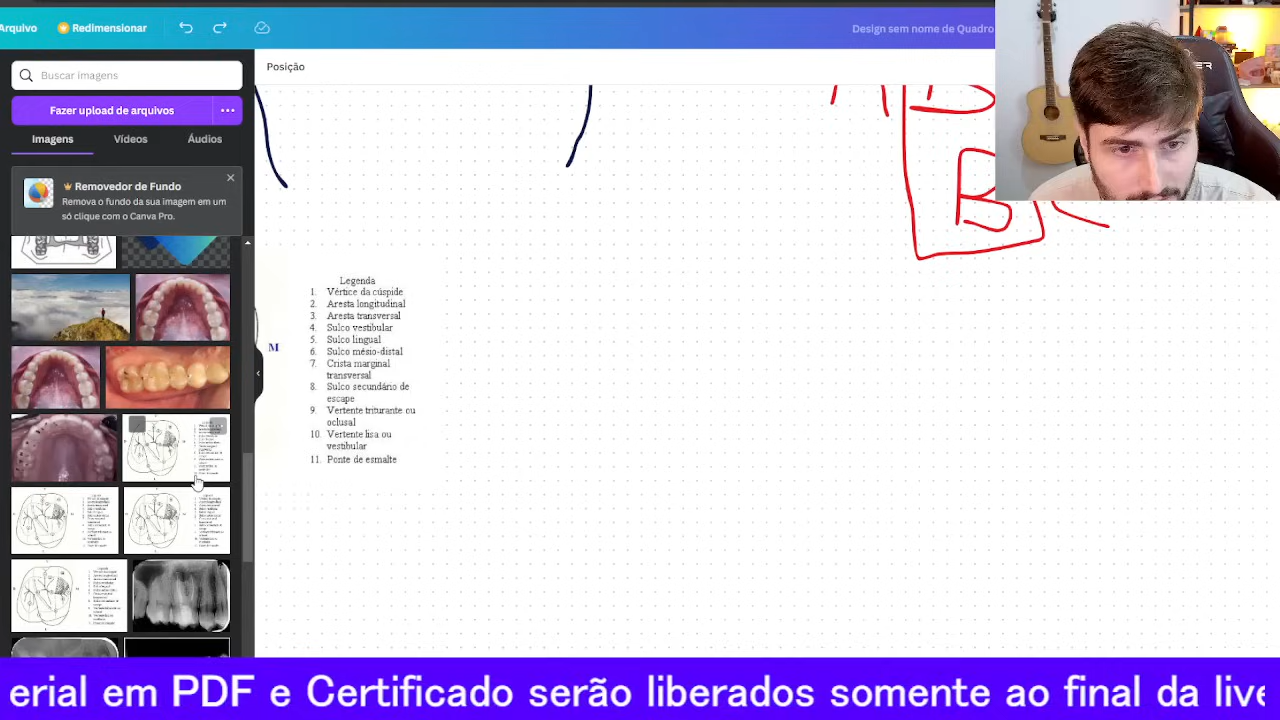 Arquivo
Redimensionar
Design sem nome de Quadro
Buscar imagens
Posição
Fazer upload de arquivos
Imagens
Vídeos
Áudios
Removedor de Fundo
Remova o fundo da sua imagem em um
só clique com o Canva Pro.
B
B
Legenda
1. Vértice da cúspide
2. Aresta longitudinal
3. Aresta transversal
4. Sulco vestibular
5. Sulco lingual
6. Sulco mésio-distal
7. Crista marginal
transversal
8. Sulco secundário de
escape
9. Vertente triturante ou
oclusal
10. Vertente lisa ou
vestibular
11. Ponte de esmalte
M
erial em PDF e Certificado serão liberados somente ao final da live